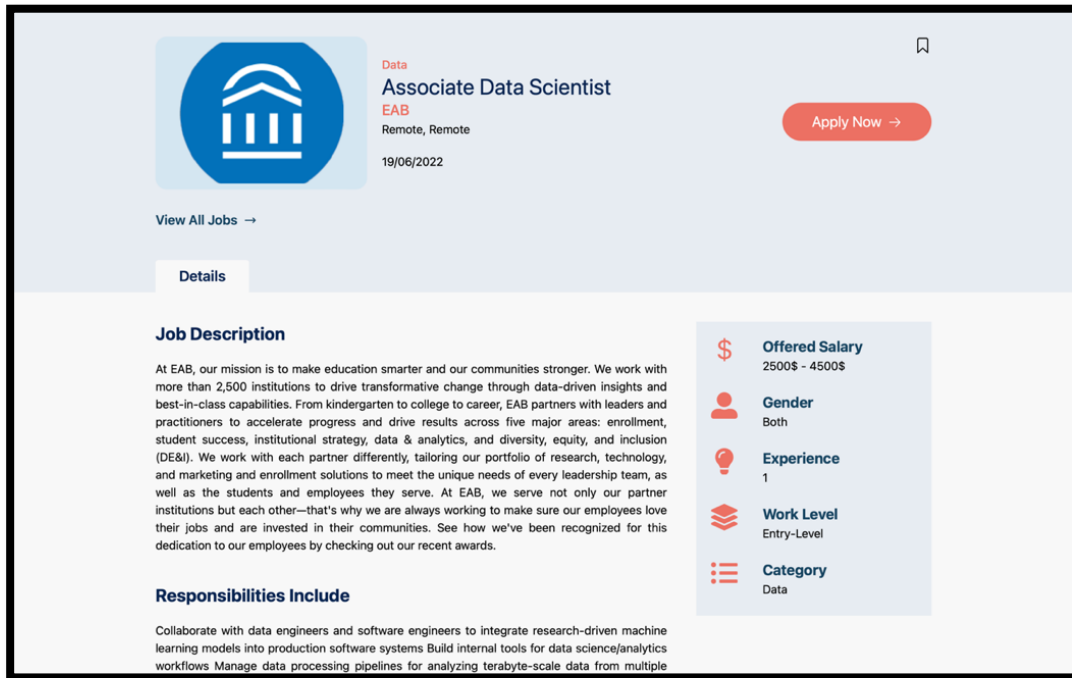 Data
Associate Data Scientist
EAB
Remote, Remote
19/06/2022
Apply Now →
View All Jobs →
Details
Job Description
At EAB, our mission is to make education smarter and our communities stronger. We work with
more than 2,500 institutions to drive transformative change through data-driven insights and
best-in-class capabilities. From kindergarten to college to career, EAB partners with leaders and
practitioners to accelerate progress and drive results across five major areas: enrollment,
student success, institutional strategy, data & analytics, and diversity, equity, and inclusion
(DE&I). We work with each partner differently, tailoring our portfolio of research, technology,
and marketing and enrollment solutions to meet the unique needs of every leadership team, as
well as the students and employees they serve. At EAB, we serve not only our partner
institutions but each other—that's why we are always working to make sure our employees love
their jobs and are invested in their communities. See how we've been recognized for this
dedication to our employees by checking out our recent awards.
Responsibilities Include
Collaborate with data engineers and software engineers to integrate research-driven machine
learning models into production software systems Build internal tools for data science/analytics
workflows Manage data processing pipelines for analyzing terabyte-scale data from multiple
$
Offered Salary
2500$ - 4500$
Gender
Both
Experience
1
Work Level
Entry-Level
Category
Data